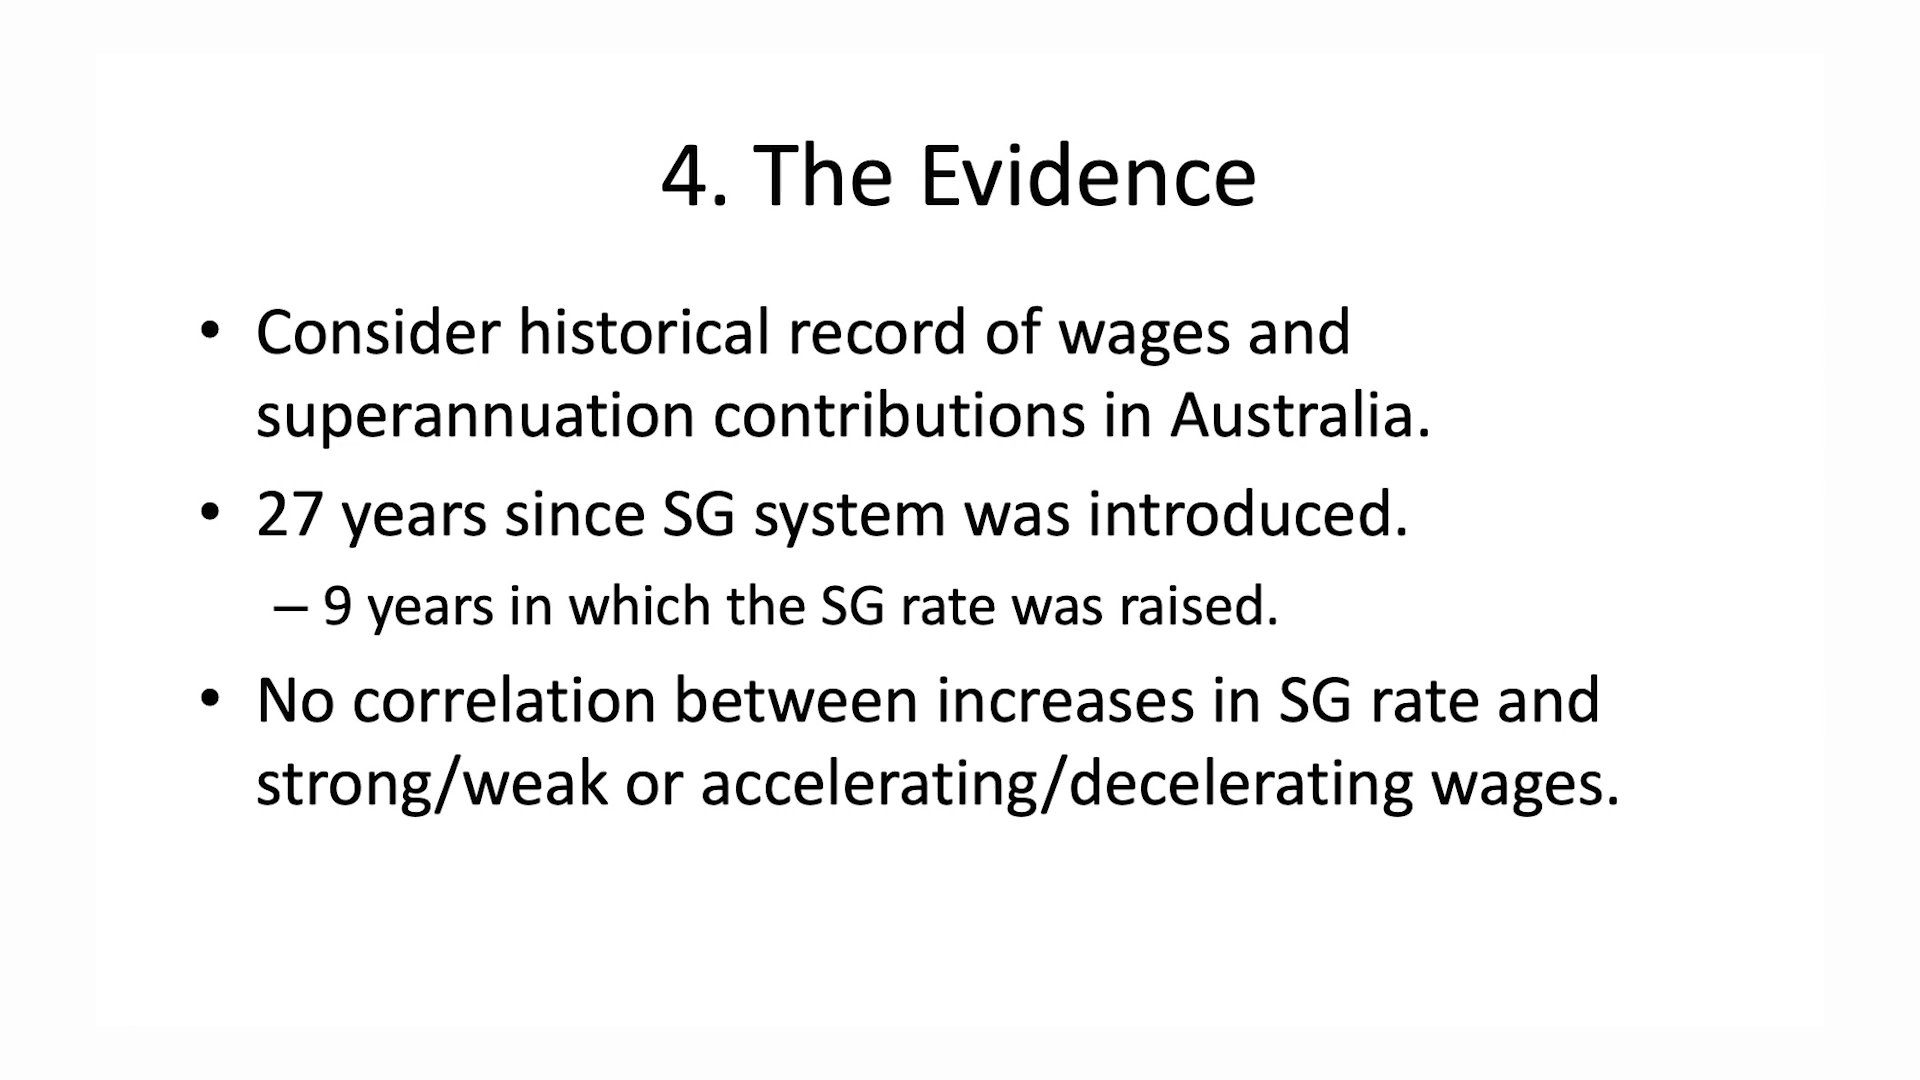 4. The Evidence
• Consider historical record of wages and
superannuation contributions in Australia.
• 27 years since SG system was introduced.
– 9 years in which the SG rate was raised.
• No correlation between increases in SG rate and
strong/weak or accelerating/decelerating wages.